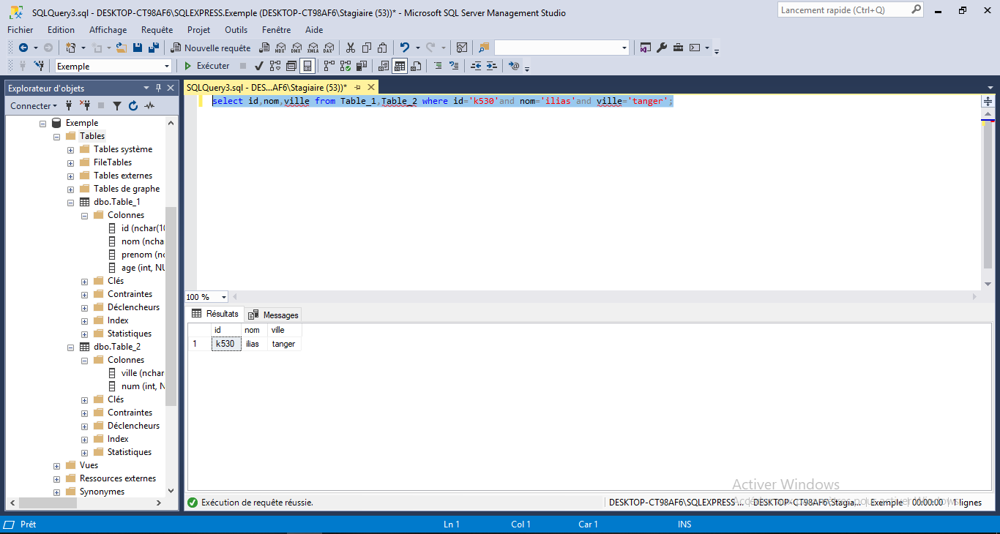 SQLQuery3.sql - DESKTOP-CT98AF6\SQLEXPRESS.Exemple (DESKTOP-CT98AF6\Stagiaire (53))* - Microsoft SQL Server Management Studio
Lancement rapide (Ctrl+Q)
Fichier Edition Affichage Requête Projet Outils Fenêtre Aide
Nouvelle requête MDX DMX XMLA DAX
Exemple Exécuter
Explorateur d'objets
SQLQuery3.sql - DES...AF6\Stagiaire (53))*
Connecter
select id,nom,ville from Table_1,Table_2 where id='k530'and nom='ilias'and ville='tanger';
Exemple
Tables
Tables système
FileTables
Tables externes
Tables de graphe
dbo.Table_1
Colonnes
id (nchar(10
nom (ncha
prenom (nc
age (int, NU
Clés
Contraintes
Déclencheurs
Index
Statistiques
dbo.Table_2
Colonnes
ville (nchar
num (int, N
Clés
Contraintes
Déclencheurs
Index
Statistiques
Vues
Ressources externes
Synonymes
100 %
Résultats Messages
id nom ville
1 k530 ilias tanger
Activer Windows
Exécution de requête réussie.
DESKTOP-CT98AF6\SQLEXPRESS ... DESKTOP-CT98AF6\Stagia... Exemple 00:00:00 1 lignes
Prêt Ln 1 Col 1 Car 1 INS